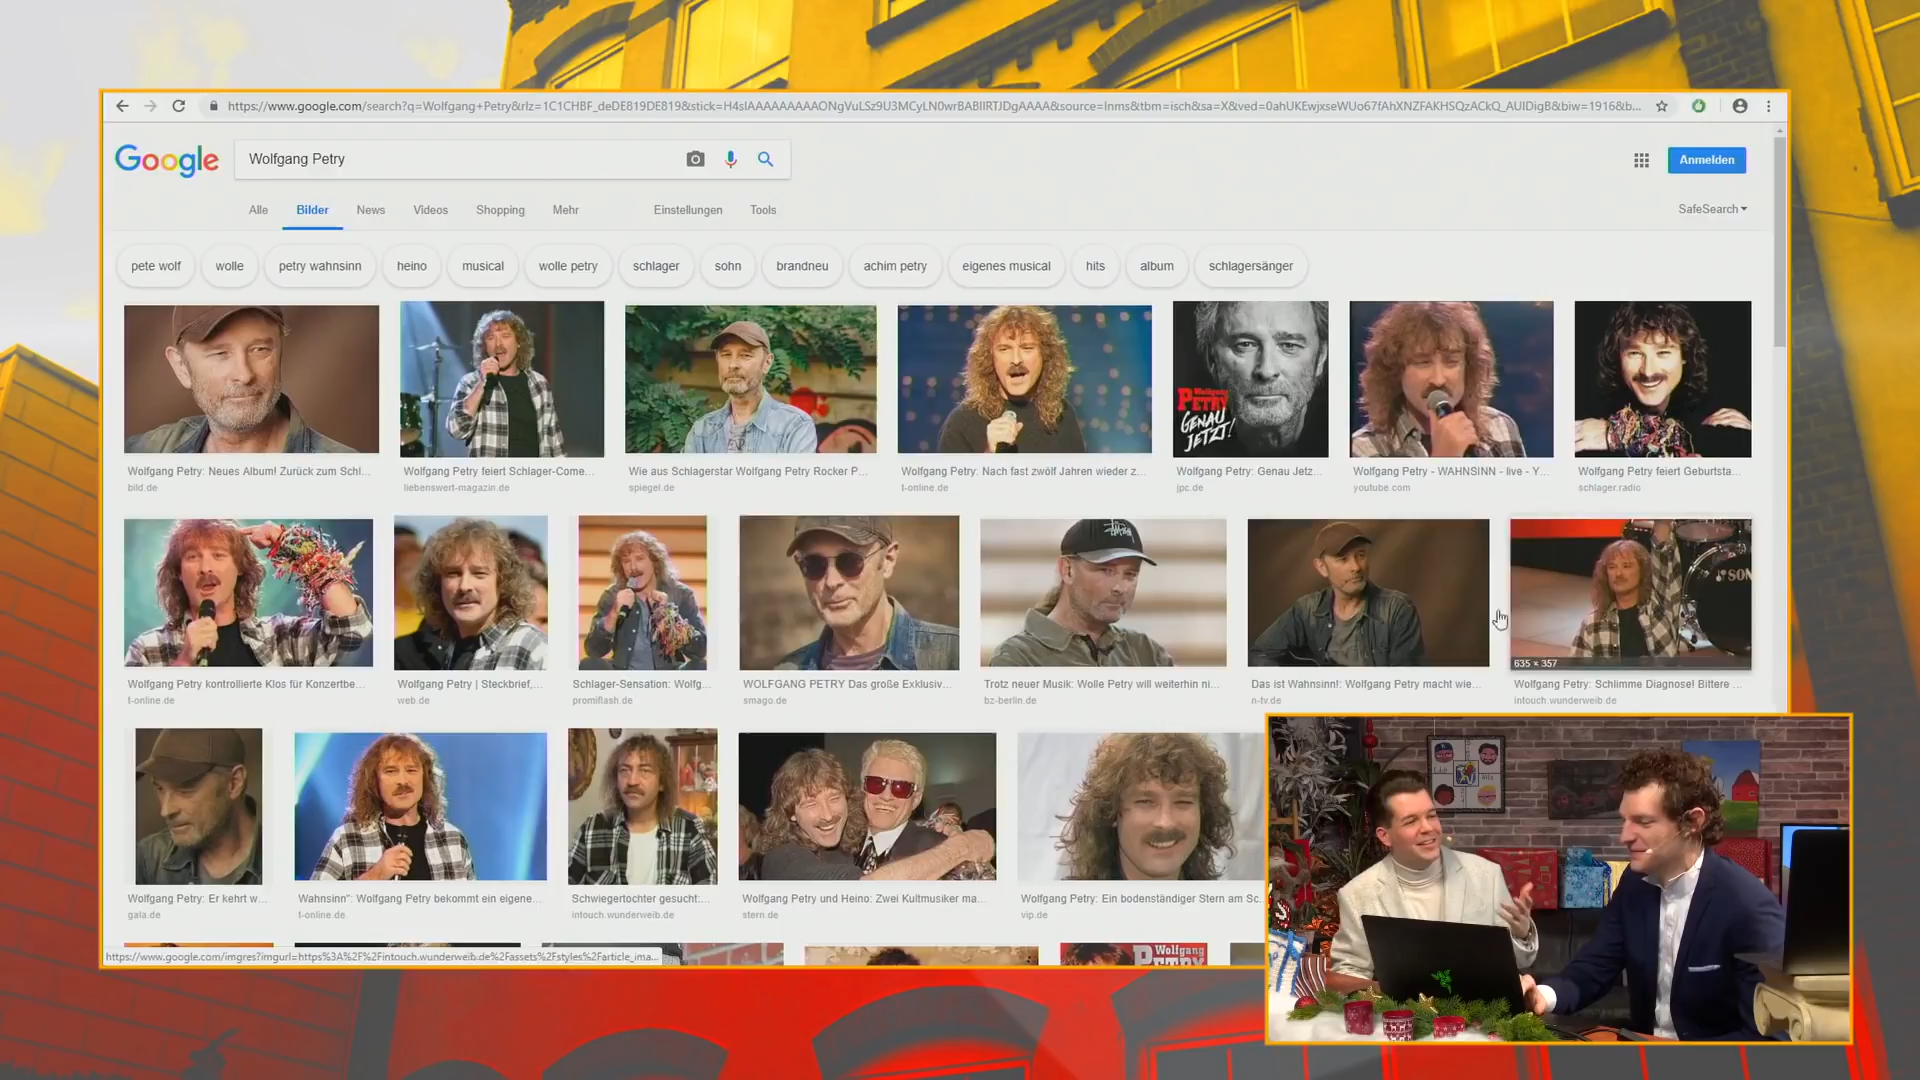 https://www.google.com/search?q=Wolfgang+Petry&rlz=1C1CHBF_deDE819DE819&stick=H4sIAAAAAAAAAONgVuLSz9U3MCyLN0wrBABIIRTJDgAAAA&source=lnms&tbm=isch&sa=X&ved=0ahUKEwjxseWUo67fAhXNZFAKHSQzACkQ_AUIDigB&biw=1916&b...
Google
Wolfgang Petry
Anmelden
Alle Bilder News Videos Shopping Mehr Einstellungen Tools
SafeSearch
pete wolf wolle petry wahnsinn heino musical wolle petry schlager sohn brandneu achim petry eigenes musical hits album schlagersänger
Wolfgang PETRY
GENAU JETZT!
Wolfgang Petry: Neues Album! Zurück zum Schl... Wolfgang Petry feiert Schlager-Come... Wie aus Schlagerstar Wolfgang Petry Rocker P... Wolfgang Petry: Nach fast zwölf Jahren wieder z... Wolfgang Petry: Genau Jetz... Wolfgang Petry - WAHNSINN - live - Y... Wolfgang Petry feiert Geburtsta...
bild.de liebenswert-magazin.de spiegel.de t-online.de jpc.de youtube.com schlager.radio
SON
635 × 357
Wolfgang Petry kontrollierte Klos für Konzertbe... Wolfgang Petry | Steckbrief,... Schlager-Sensation: Wolfg... WOLFGANG PETRY Das große Exklusiv... Trotz neuer Musik: Wolle Petry will weiterhin ni... Das ist Wahnsinn!: Wolfgang Petry macht wie... Wolfgang Petry: Schlimme Diagnose! Bittere ...
t-online.de web.de promiflash.de smago.de bz-berlin.de n-tv.de intouch.wunderweib.de
Wolfgang Petry: Er kehrt w... Wahnsinn": Wolfgang Petry bekommt ein eigene... Schwiegertochter gesucht:... Wolfgang Petry und Heino: Zwei Kultmusiker ma... Wolfgang Petry: Ein bodenständiger Stern am Sc...
gala.de t-online.de intouch.wunderweib.de stern.de vip.de
Wolfgang
PETRY
https://www.google.com/imgres?imgurl=https%3A%2F%2Fintouch.wunderweib.de%2Fassets%2Fstyles%2Farticle_ima...